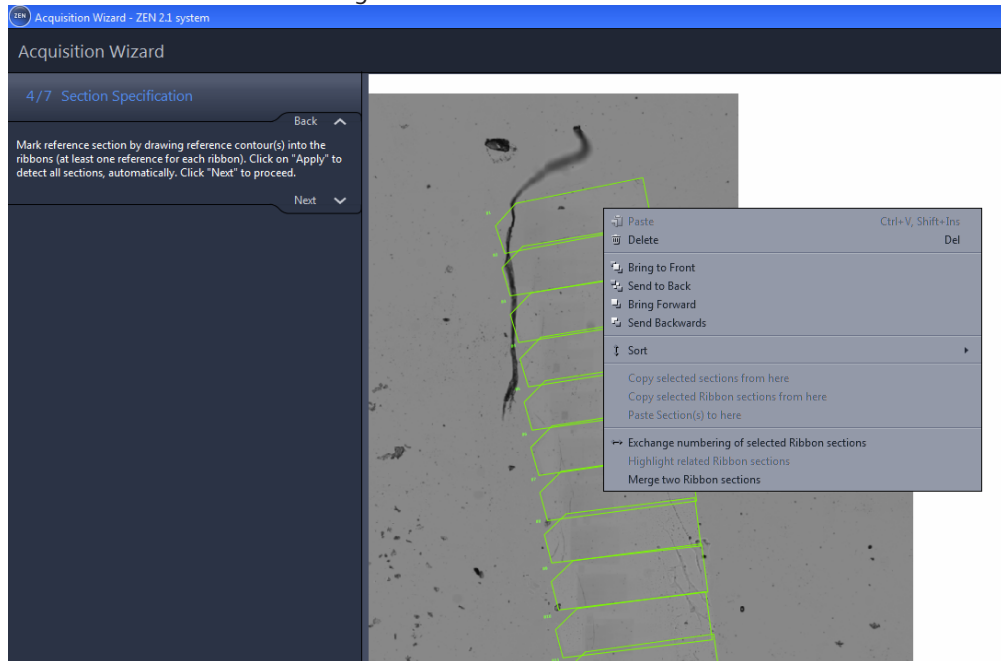 ZEN Acquisition Wizard - ZEN 2.1 system
Acquisition Wizard
4/7 Section Specification
Back
Mark reference section by drawing reference contour(s) into the
ribbons (at least one reference for each ribbon). Click on "Apply" to
detect all sections, automatically. Click "Next" to proceed.
Next
Paste Ctrl+V, Shift+Ins
Delete Del
Bring to Front
Send to Back
Bring Forward
Send Backwards
Sort
Copy selected sections from here
Copy selected Ribbon sections from here
Paste Section(s) to here
Exchange numbering of selected Ribbon sections
Highlight related Ribbon sections
Merge two Ribbon sections